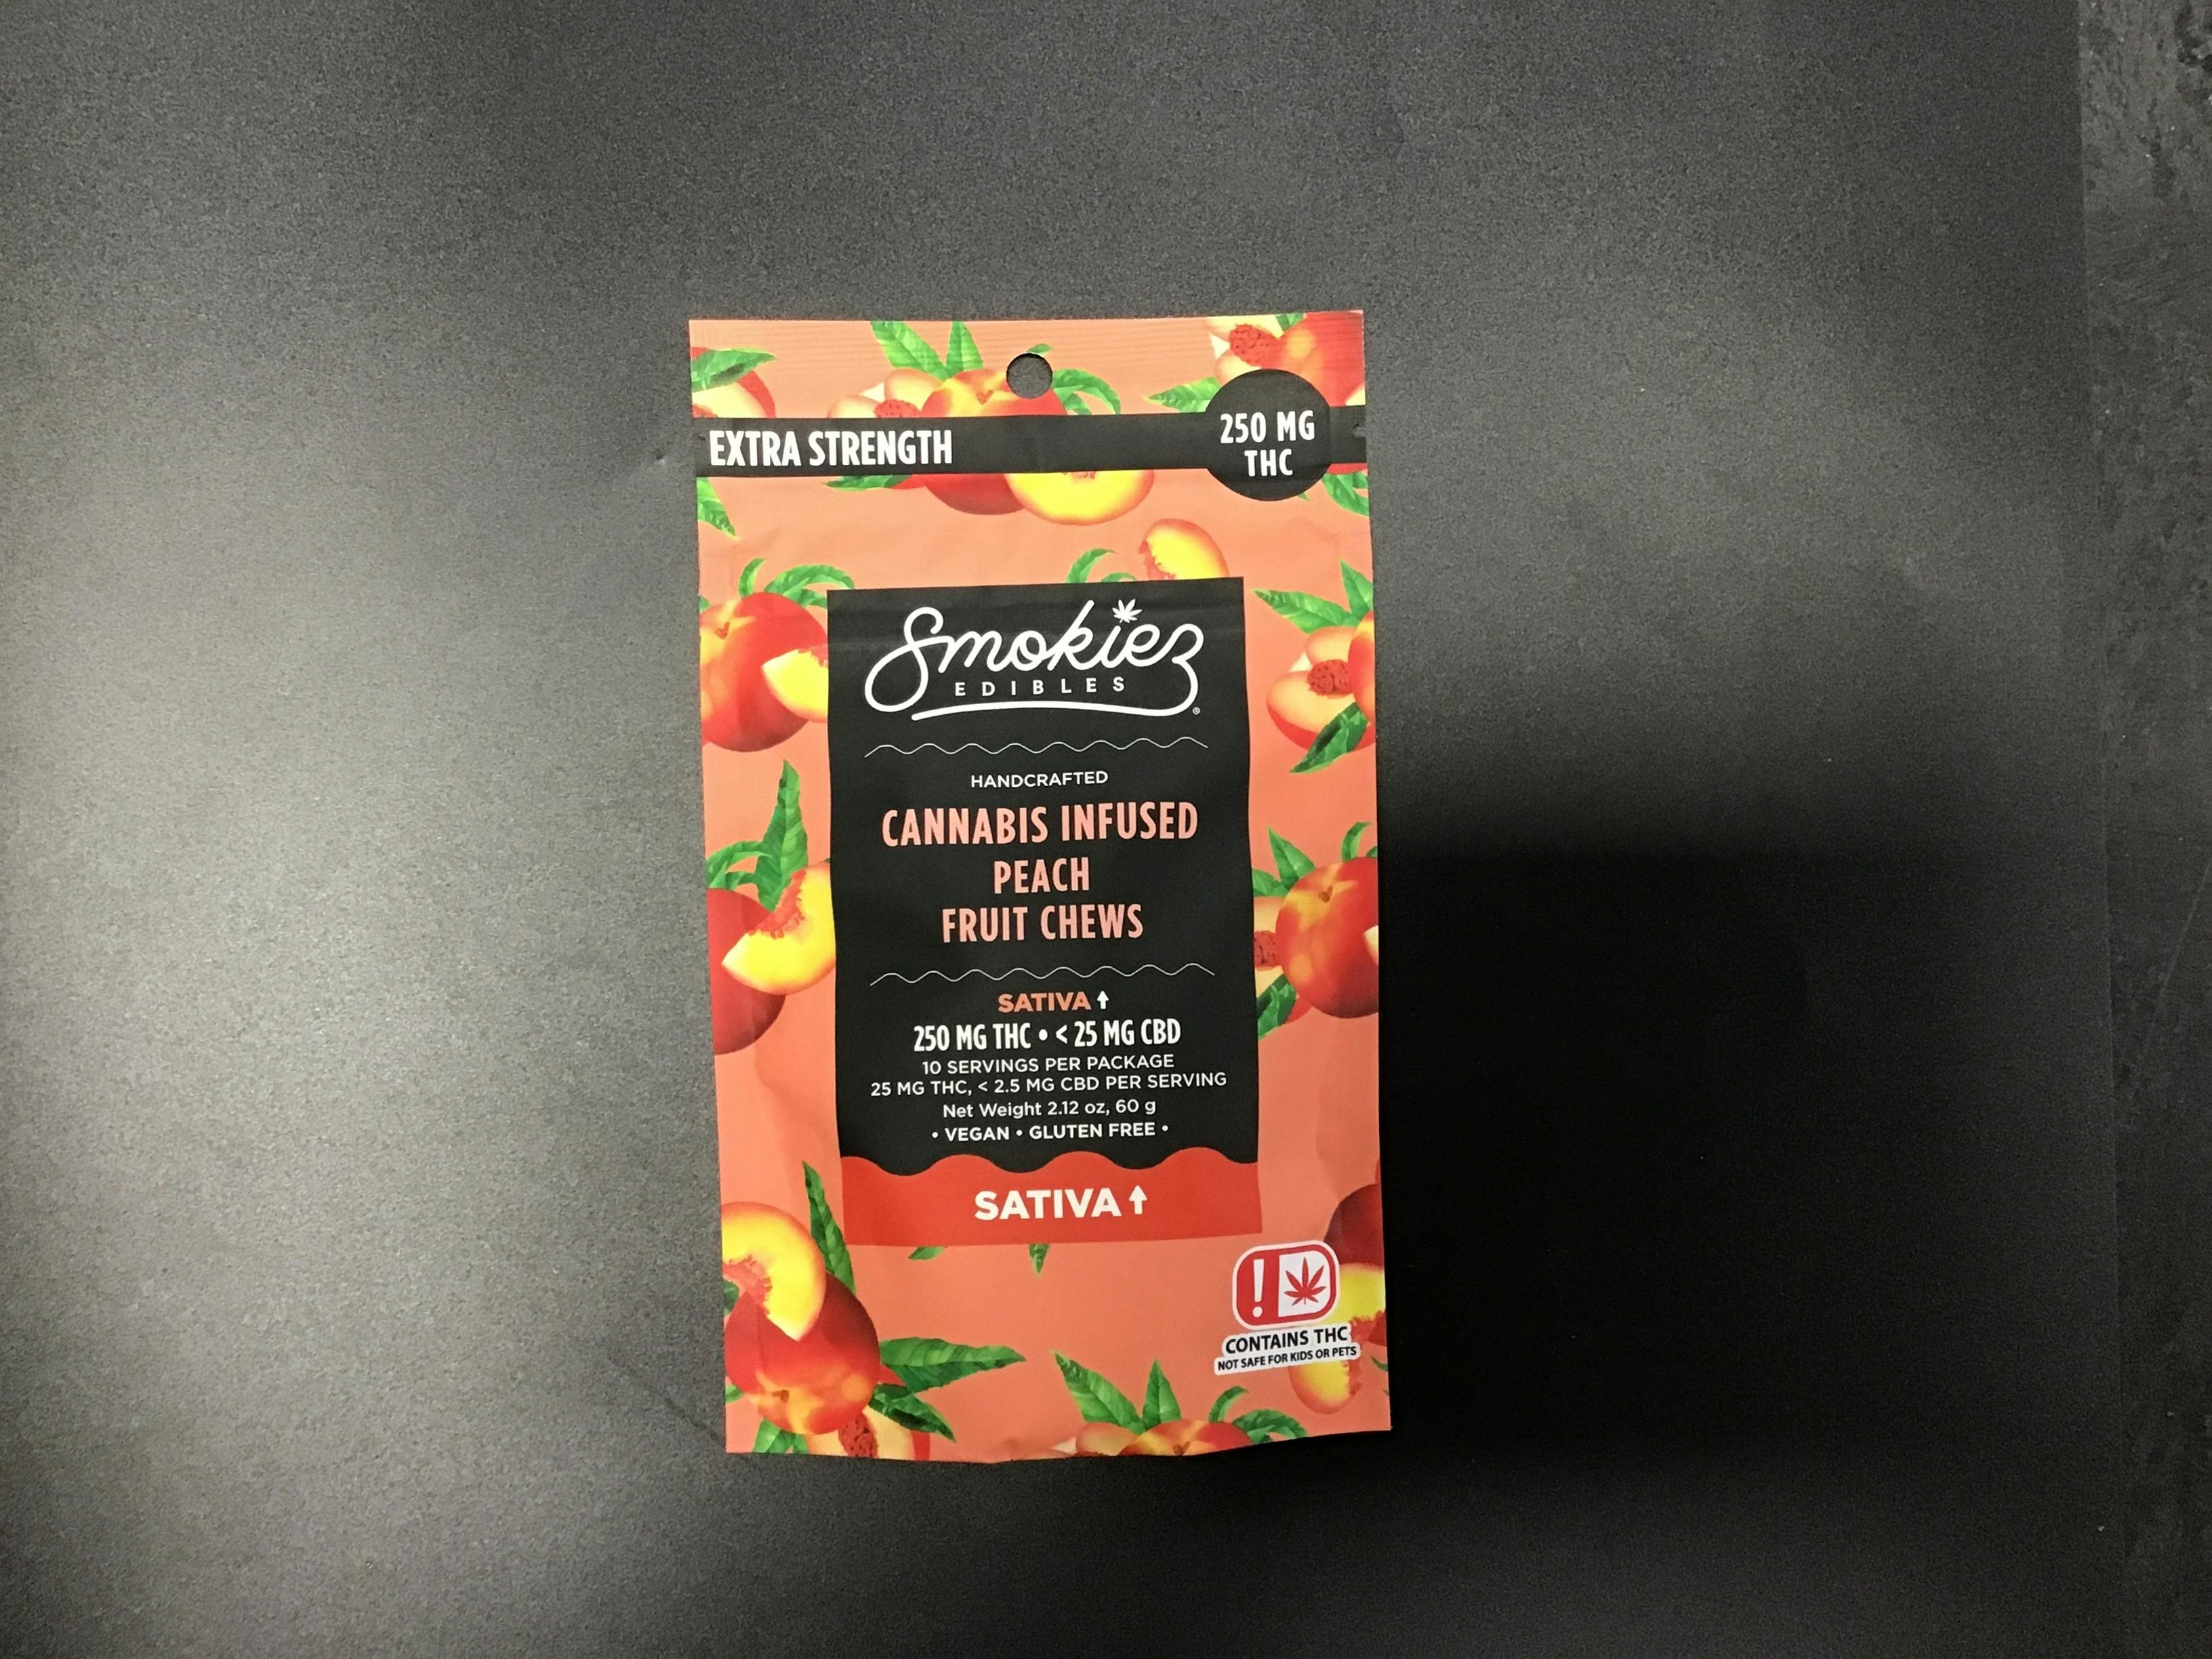 EXTRA STRENGTH
250 MG
THC
Smokiez
EDIBLES®
HANDCRAFTED
CANNABIS INFUSED
PEACH
FRUIT CHEWS
SATIVA ↑
250 MG THC • < 25 MG CBD
10 SERVINGS PER PACKAGE
25 MG THC, < 2.5 MG CBD PER SERVING
Net Weight 2.12 oz, 60 g
• VEGAN • GLUTEN FREE •
SATIVA ↑
!
CONTAINS THC
NOT SAFE FOR KIDS OR PETS